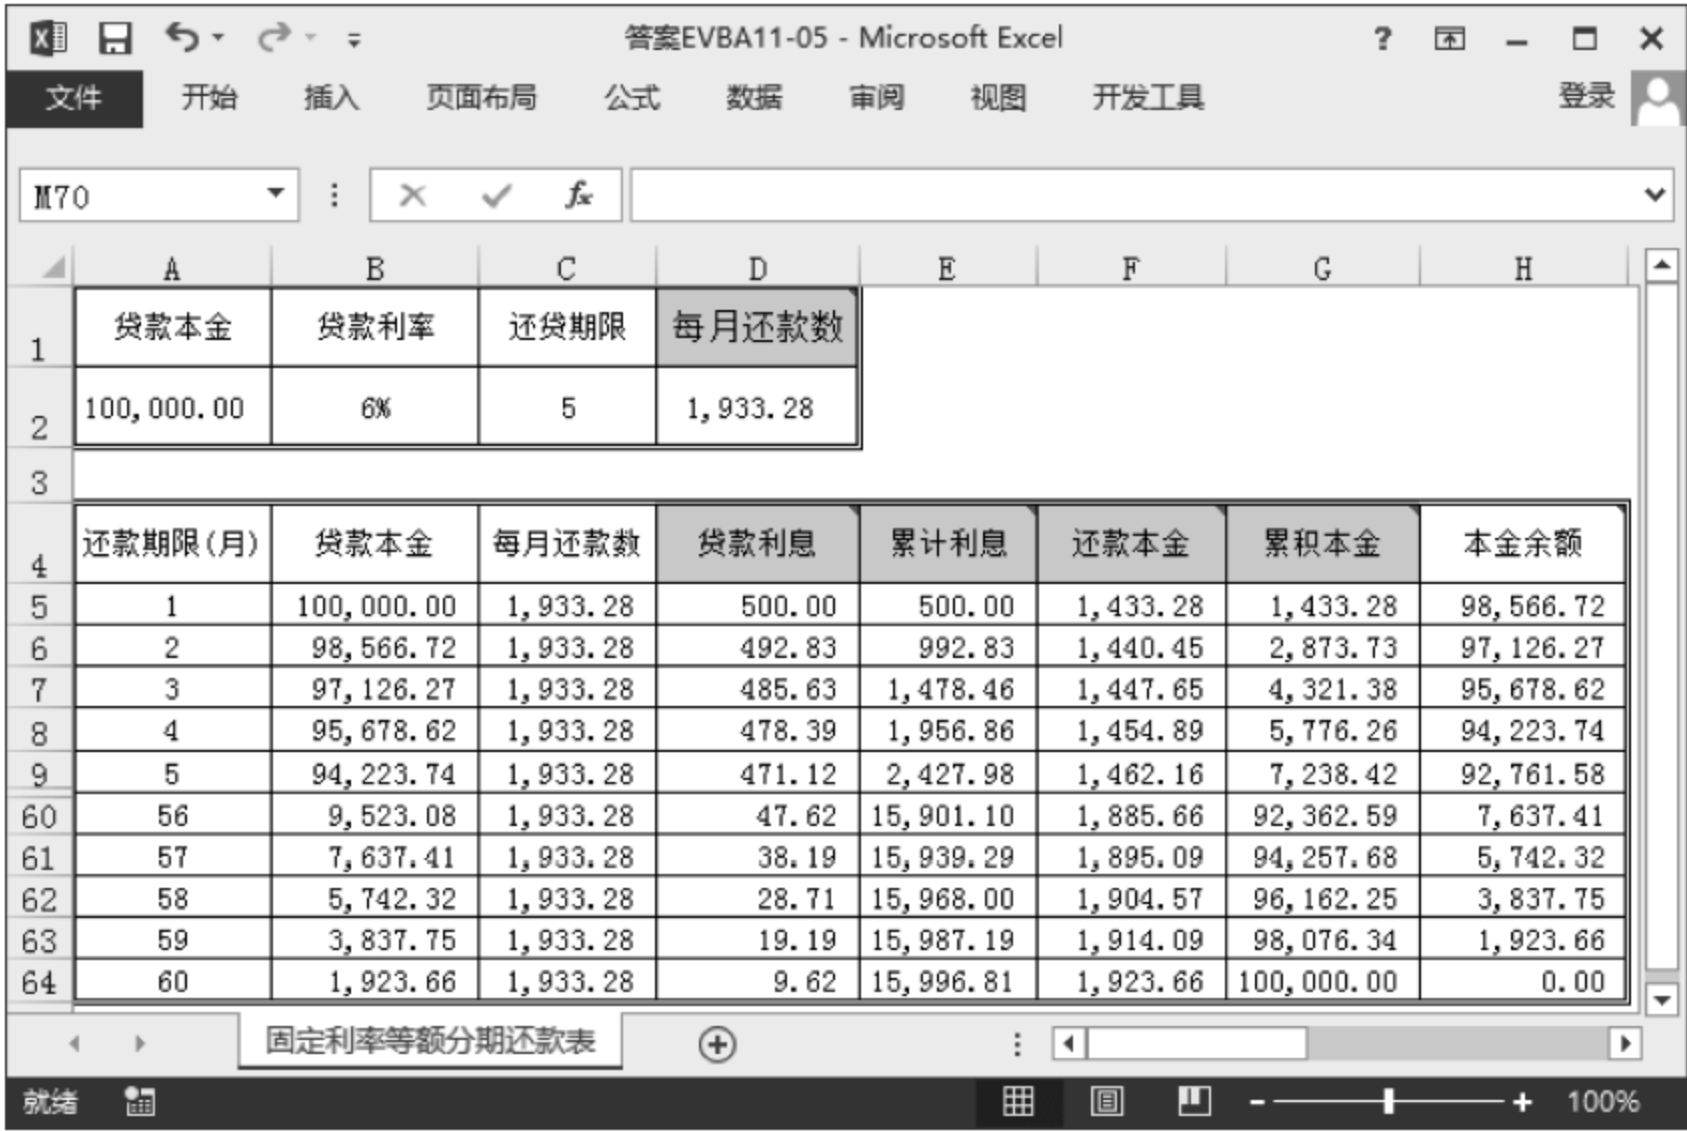 答案EVBA11-05 - Microsoft Excel
?
文件 开始 插入 页面布局 公式 数据 审阅 视图 开发工具 登录
M70 fx
A B C D E F G H
1 贷款本金 贷款利率 还贷期限 每月还款数
2 100,000.00 6% 5 1,933.28
3
4 还款期限(月) 贷款本金 每月还款数 贷款利息 累计利息 还款本金 累积本金 本金余额
5 1 100,000.00 1,933.28 500.00 500.00 1,433.28 1,433.28 98,566.72
6 2 98,566.72 1,933.28 492.83 992.83 1,440.45 2,873.73 97,126.27
7 3 97,126.27 1,933.28 485.63 1,478.46 1,447.65 4,321.38 95,678.62
8 4 95,678.62 1,933.28 478.39 1,956.86 1,454.89 5,776.26 94,223.74
9 5 94,223.74 1,933.28 471.12 2,427.98 1,462.16 7,238.42 92,761.58
60 56 9,523.08 1,933.28 47.62 15,901.10 1,885.66 92,362.59 7,637.41
61 57 7,637.41 1,933.28 38.19 15,939.29 1,895.09 94,257.68 5,742.32
62 58 5,742.32 1,933.28 28.71 15,968.00 1,904.57 96,162.25 3,837.75
63 59 3,837.75 1,933.28 19.19 15,987.19 1,914.09 98,076.34 1,923.66
64 60 1,923.66 1,933.28 9.62 15,996.81 1,923.66 100,000.00 0.00
固定利率等额分期还款表
就绪 100%